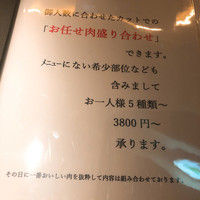 御人数に合わせたカットでの
「お任せ肉盛り合わせ」
できます。
メニューにない希少部位なども
含みまして
お一人様5種類〜
3800円〜
承ります。
その日に一番おいしい肉を抜粋して内容は組み合わせております。